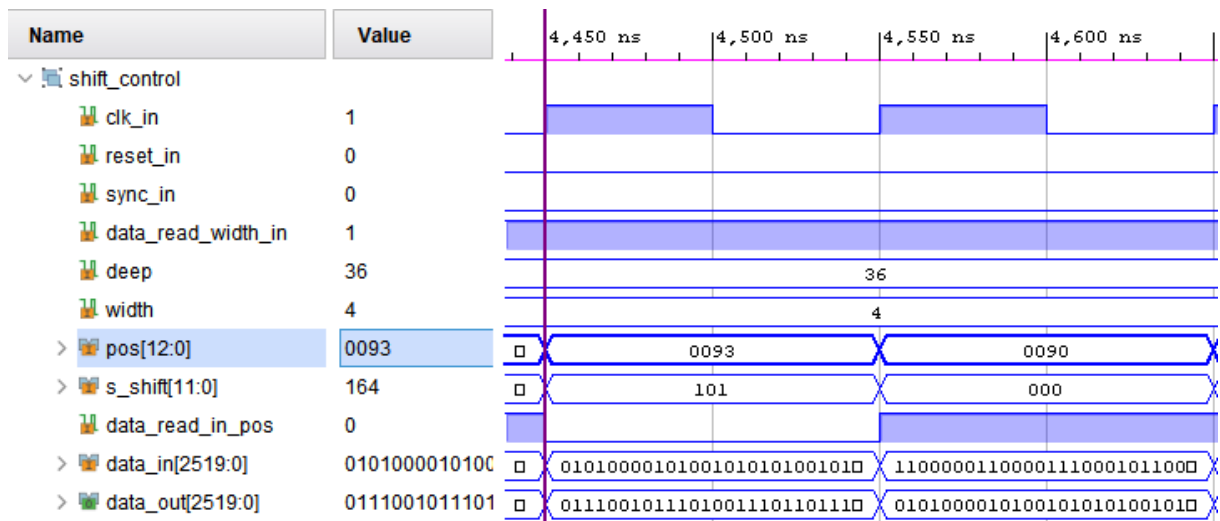 Name Value 4,450 ns 4,500 ns 4,550 ns 4,600 ns
shift_control
clk_in 1
reset_in 0
sync_in 0
data_read_width_in 1
deep 36 36
width 4 4
pos[12:0] 0093 0093 0090
s_shift[11:0] 164 101 000
data_read_in_pos 0
data_in[2519:0] 0101000010100 0101000010100101010100101 1100000110000111000101100
data_out[2519:0] 0111001011101 0111001011101001110110111 0101000010100101010100101